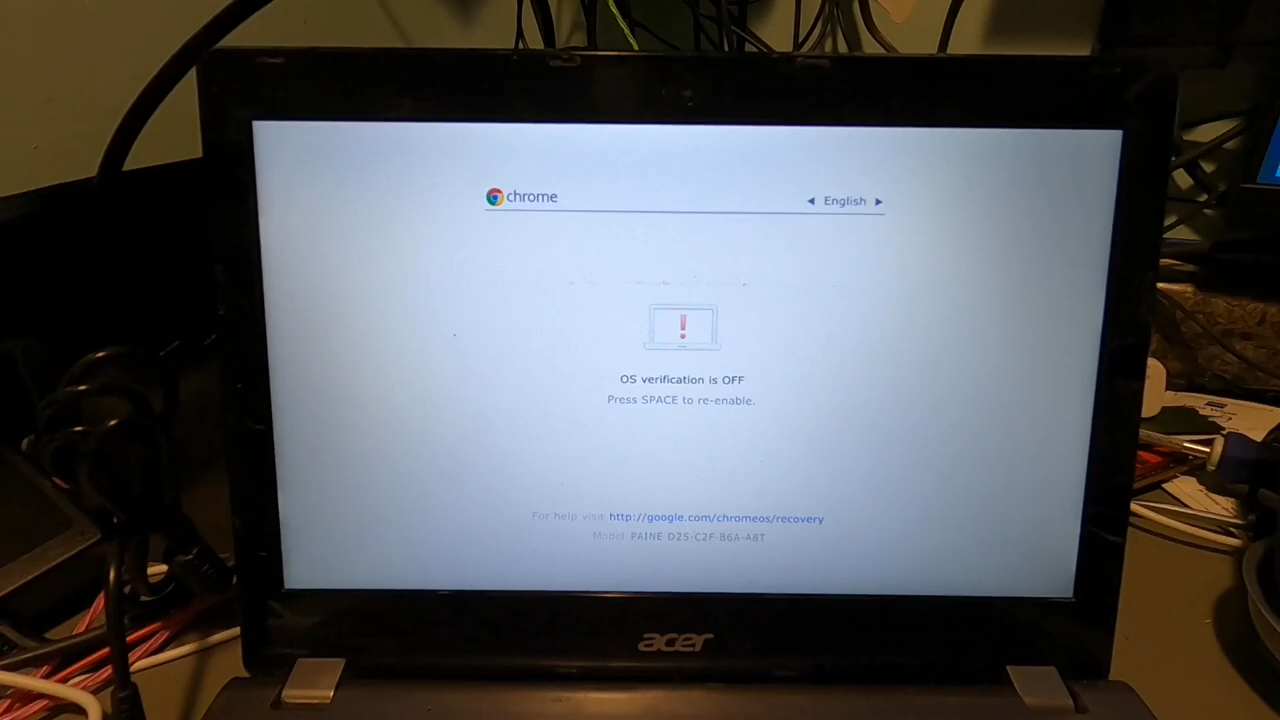 chrome
◀ English ▶
OS verification is OFF
Press SPACE to re-enable.
For help visit http://google.com/chromeos/recovery
Model PAINE D25-C2F-B6A-A8T
acer